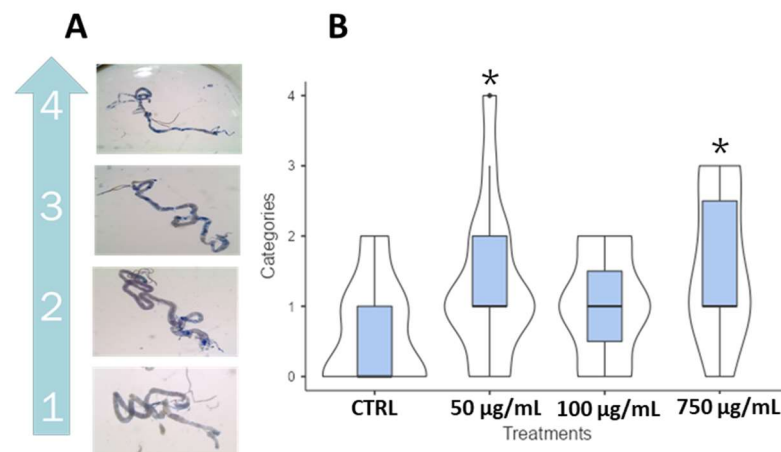 A
B
4
3
2
1
*
*
4
3
2
1
0
Categories
CTRL
50 µg/mL
100 µg/mL
750 µg/mL
Treatments